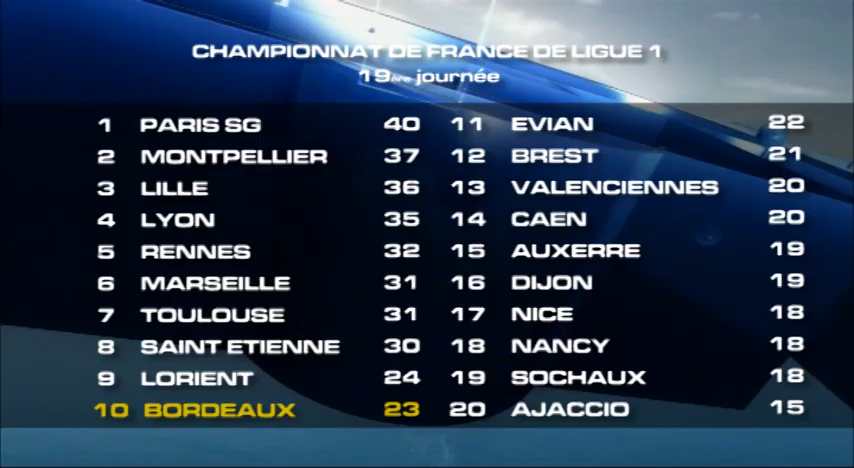 CHAMPIONNAT DE FRANCE DE LIGUE 1
19ère journée
1 PARIS SG 40
2 MONTPELLIER 37
3 LILLE 36
4 LYON 35
5 RENNES 32
6 MARSEILLE 31
7 TOULOUSE 31
8 SAINT ETIENNE 30
9 LORIENT 24
10 BORDEAUX 23
11 EVIAN 22
12 BREST 21
13 VALENCIENNES 20
14 CAEN 20
15 AUXERRE 19
16 DIJON 19
17 NICE 18
18 NANCY 18
19 SOCHAUX 18
20 AJACCIO 15